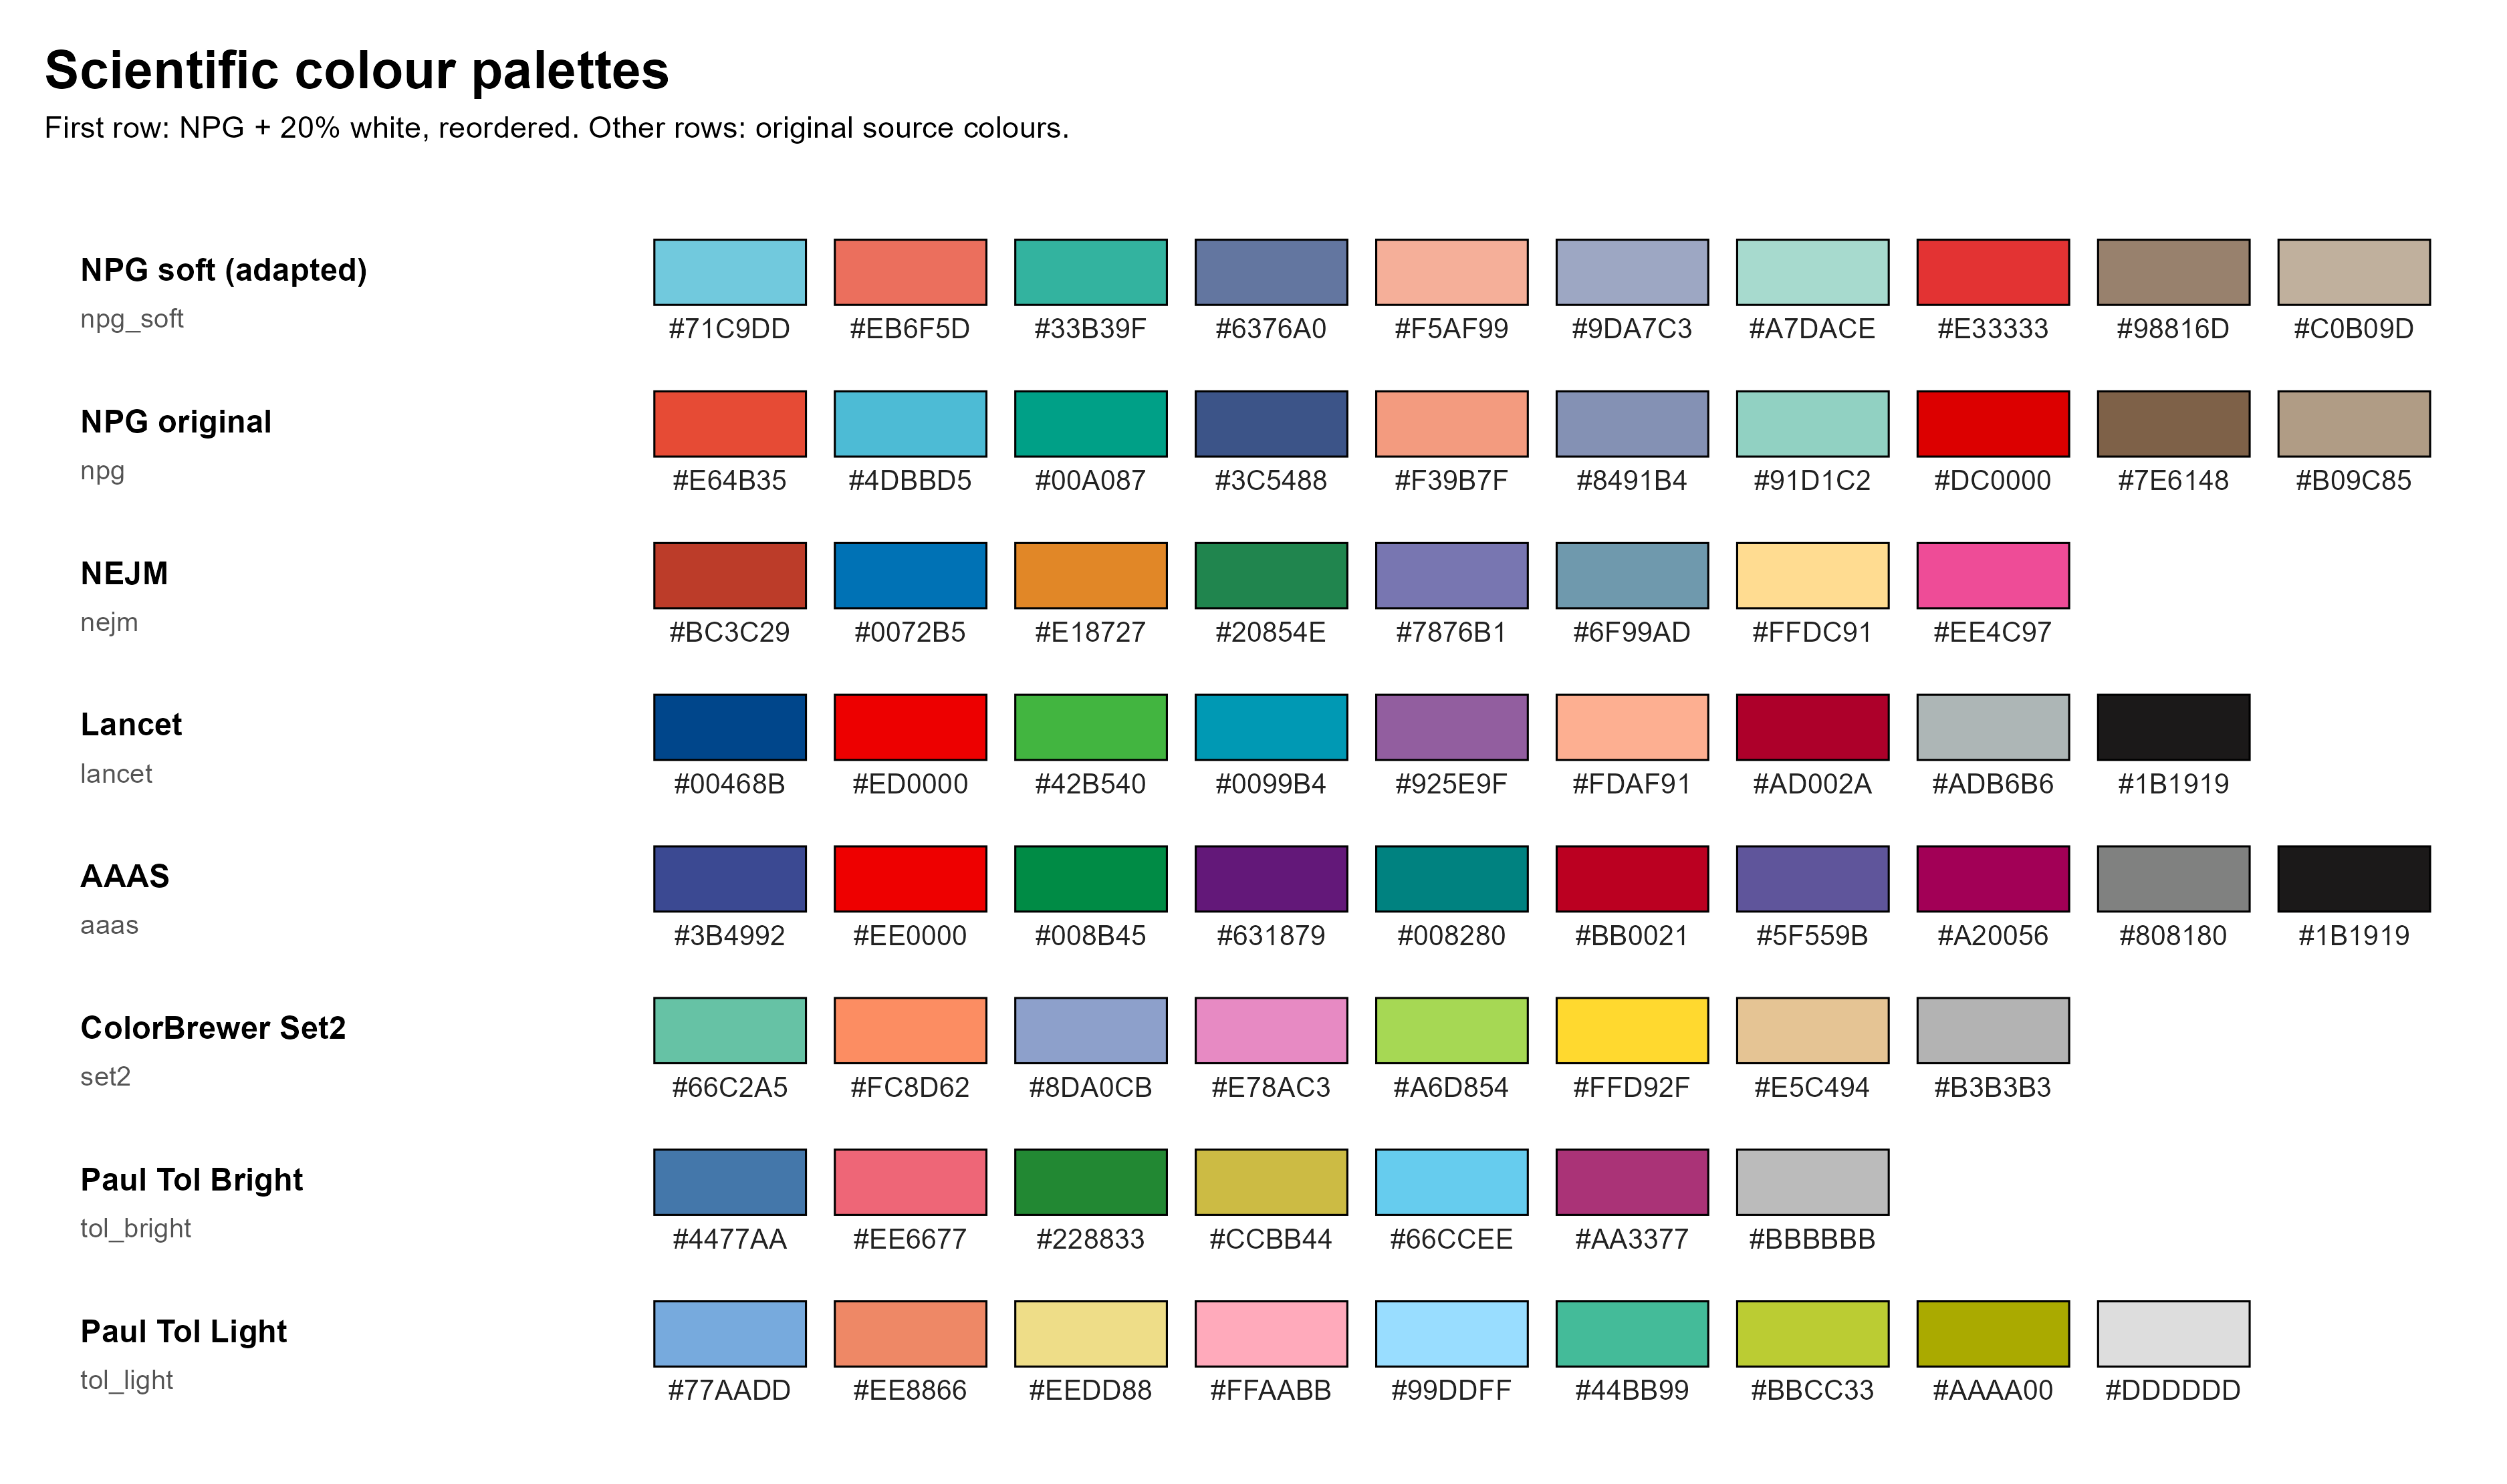 Scientific colour palettes
First row: NPG + 20% white, reordered. Other rows: original source colours.
NPG soft (adapted)
npg_soft
#71C9DD #EB6F5D #33B39F #6376A0 #F5AF99 #9DA7C3 #A7DACE #E33333 #98816D #C0B09D
NPG original
npg
#E64B35 #4DBBD5 #00A087 #3C5488 #F39B7F #8491B4 #91D1C2 #DC0000 #7E6148 #B09C85
NEJM
nejm
#BC3C29 #0072B5 #E18727 #20854E #7876B1 #6F99AD #FFDC91 #EE4C97
Lancet
lancet
#00468B #ED0000 #42B540 #0099B4 #925E9F #FDAF91 #AD002A #ADB6B6 #1B1919
AAAS
aaas
#3B4992 #EE0000 #008B45 #631879 #008280 #BB0021 #5F559B #A20056 #808180 #1B1919
ColorBrewer Set2
set2
#66C2A5 #FC8D62 #8DA0CB #E78AC3 #A6D854 #FFD92F #E5C494 #B3B3B3
Paul Tol Bright
tol_bright
#4477AA #EE6677 #228833 #CCBB44 #66CCEE #AA3377 #BBBBBB
Paul Tol Light
tol_light
#77AADD #EE8866 #EEDD88 #FFAABB #99DDFF #44BB99 #BBCC33 #AAAA00 #DDDDDD